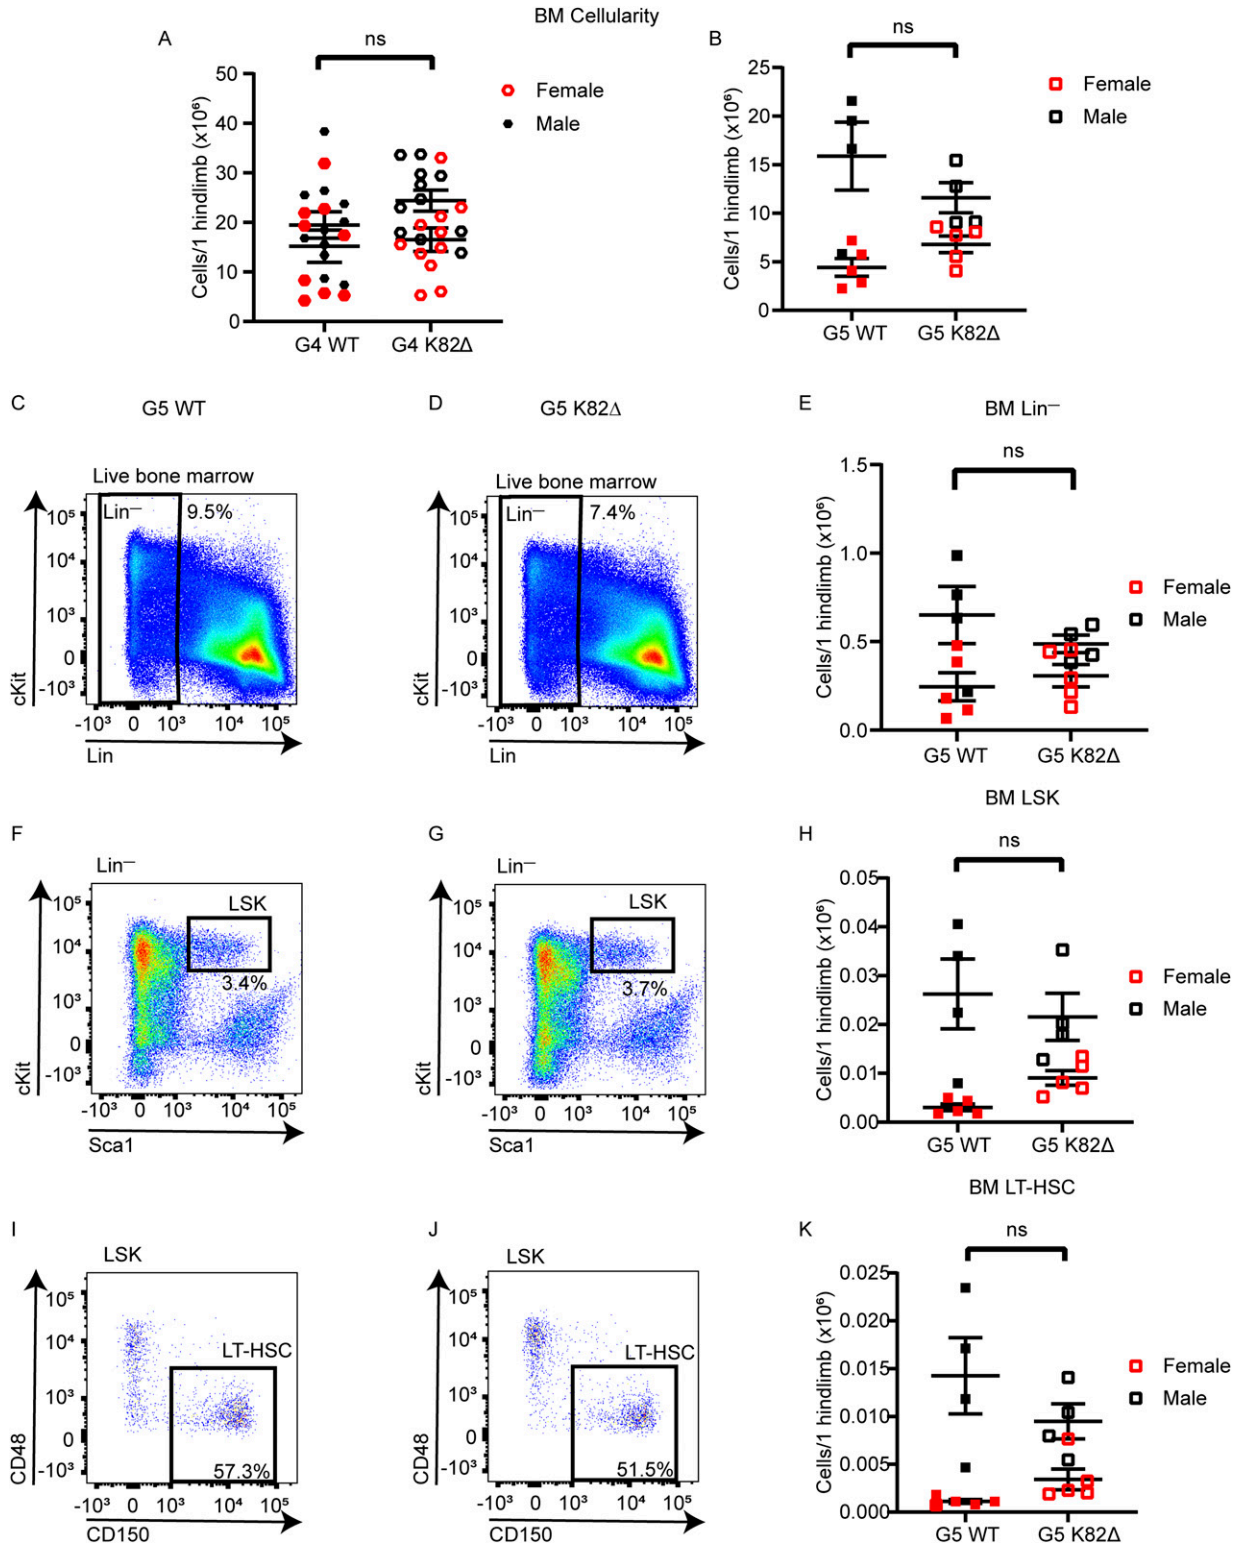 BM Cellularity
A
ns
Cells/1 hindlimb (x10⁶)
50
40
30
20
10
0
G4 WT
G4 K82Δ
Female
Male
B
ns
Cells/1 hindlimb (x10⁶)
25
20
15
10
5
0
G5 WT
G5 K82Δ
Female
Male
C
G5 WT
Live bone marrow
Lin—
9.5%
10⁵
10⁴
10³
0
-10³
cKit
-10³ 0 10³ 10⁴ 10⁵
Lin
D
G5 K82Δ
Live bone marrow
Lin—
7.4%
10⁵
10⁴
10³
0
-10³
cKit
-10³ 0 10³ 10⁴ 10⁵
Lin
E
BM Lin—
ns
Cells/1 hindlimb (x10⁶)
1.5
1.0
0.5
0.0
G5 WT
G5 K82Δ
Female
Male
F
Lin—
LSK
3.4%
10⁵
10⁴
10³
0
-10³
cKit
-10³ 0 10³ 10⁴ 10⁵
Sca1
G
Lin—
LSK
3.7%
10⁵
10⁴
10³
0
-10³
cKit
-10³ 0 10³ 10⁴ 10⁵
Sca1
BM LSK
H
ns
Cells/1 hindlimb (x10⁶)
0.05
0.04
0.03
0.02
0.01
0.00
G5 WT
G5 K82Δ
Female
Male
I
LSK
LT-HSC
57.3%
10⁵
10⁴
10³
0
-10³
CD48
-10³ 0 10³ 10⁴ 10⁵
CD150
J
LSK
LT-HSC
51.5%
10⁵
10⁴
10³
0
-10³
CD48
-10³ 0 10³ 10⁴ 10⁵
CD150
BM LT-HSC
K
ns
Cells/1 hindlimb (x10⁶)
0.025
0.020
0.015
0.010
0.005
0.000
G5 WT
G5 K82Δ
Female
Male